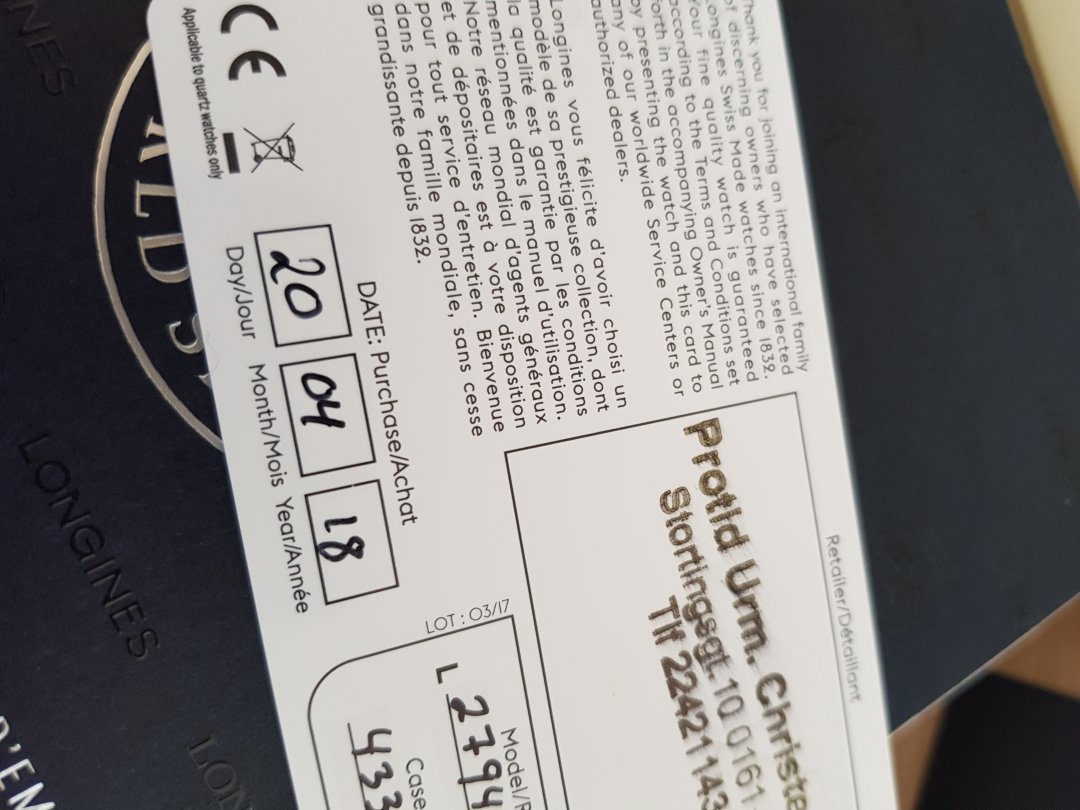 Thank you for joining an international family
of discerning owners who have selected
Longines Swiss Made watches since 1832.
Your fine quality watch is guaranteed
according to the Terms and Conditions set
forth in the accompanying Owner's Manual
by presenting the watch and this card to
any of our worldwide Service Centers or
authorized dealers.
Longines vous félicite d'avoir choisi un
modèle de sa prestigieuse collection, dont
la qualité est garantie par les conditions
mentionnées dans le manuel d'utilisation.
Notre réseau mondial d'agents généraux
et de dépositaires est à votre disposition
pour tout service d'entretien. Bienvenue
dans notre famille mondiale, sans cesse
grandissante depuis 1832.
CE
Applicable to quartz watches only
DATE: Purchase/Achat
20 04 18
Day/Jour Month/Mois Year/Année
Retailer/Détaillant
Protid Urm. Christe
Stortingsgt. 10 0161
Tlf 22421143
LOT : 03/17
Model/R
L 2794
Case
433
LONGINES
D'EM